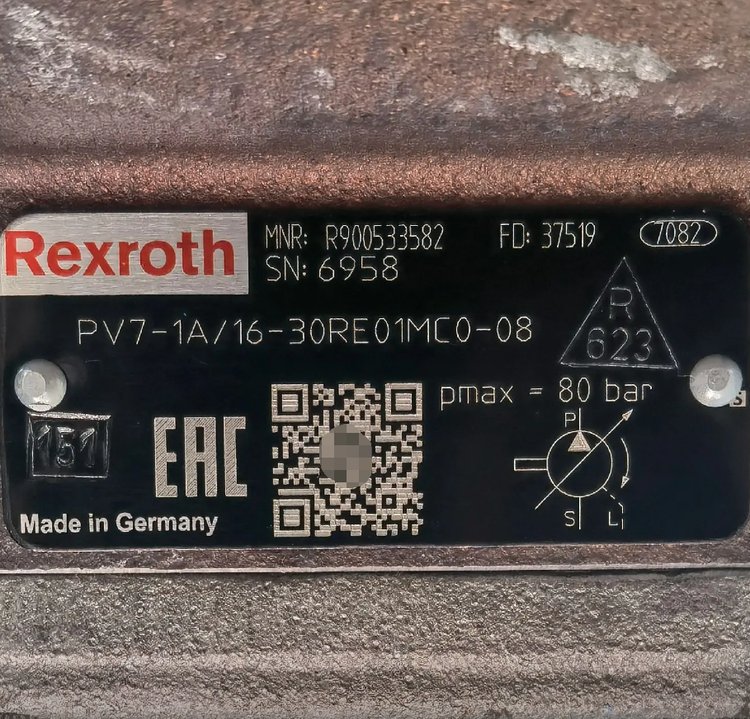 Rexroth
MNR: R900533582 FD: 37519 7082
SN: 6958
PV7-1A/16-30RE01MC0-08
R
623
pmax = 80 bar
151
EAC
P
S L
Made in Germany